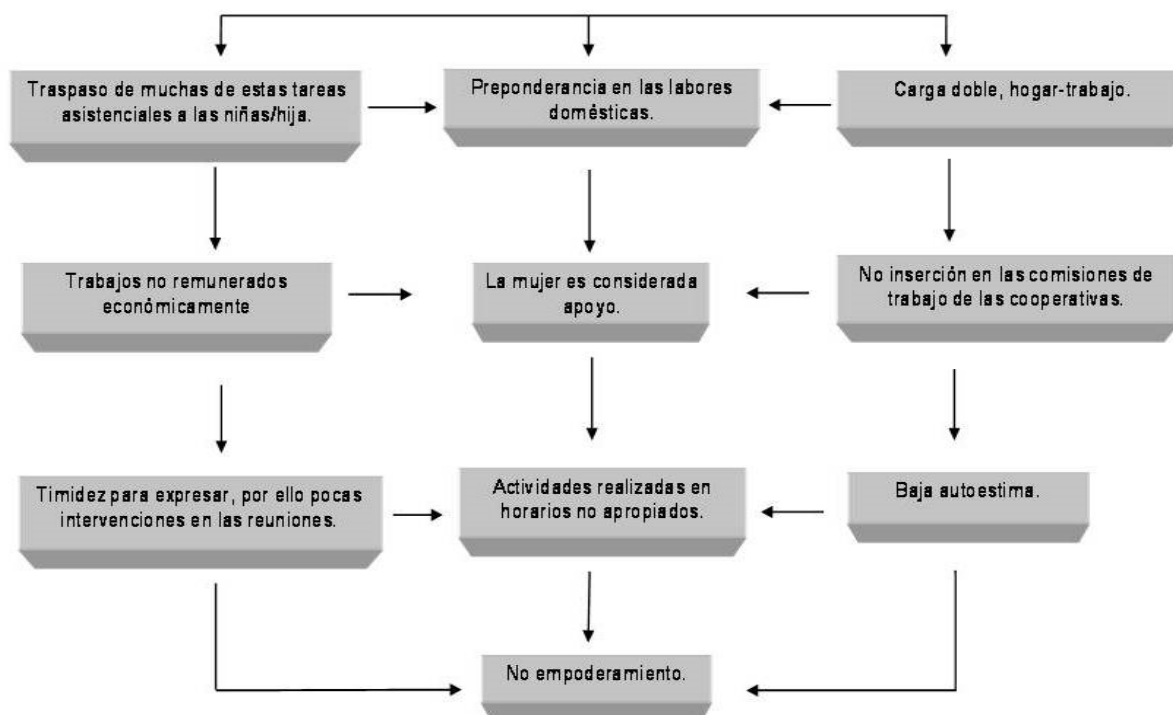 Traspaso de muchas de estas tareas
asistenciales a las niñas/hija.
Preponderancia en las labores
domésticas.
Carga doble, hogar-trabajo.
Trabajos no remunerados
económicamente
La mujer es considerada
apoyo.
No inserción en las comisiones de
trabajo de las cooperativas.
Timidez para expresar, por ello pocas
intervenciones en las reuniones.
Actividades realizadas en
horarios no apropiados.
Baja autoestima.
No empoderamiento.